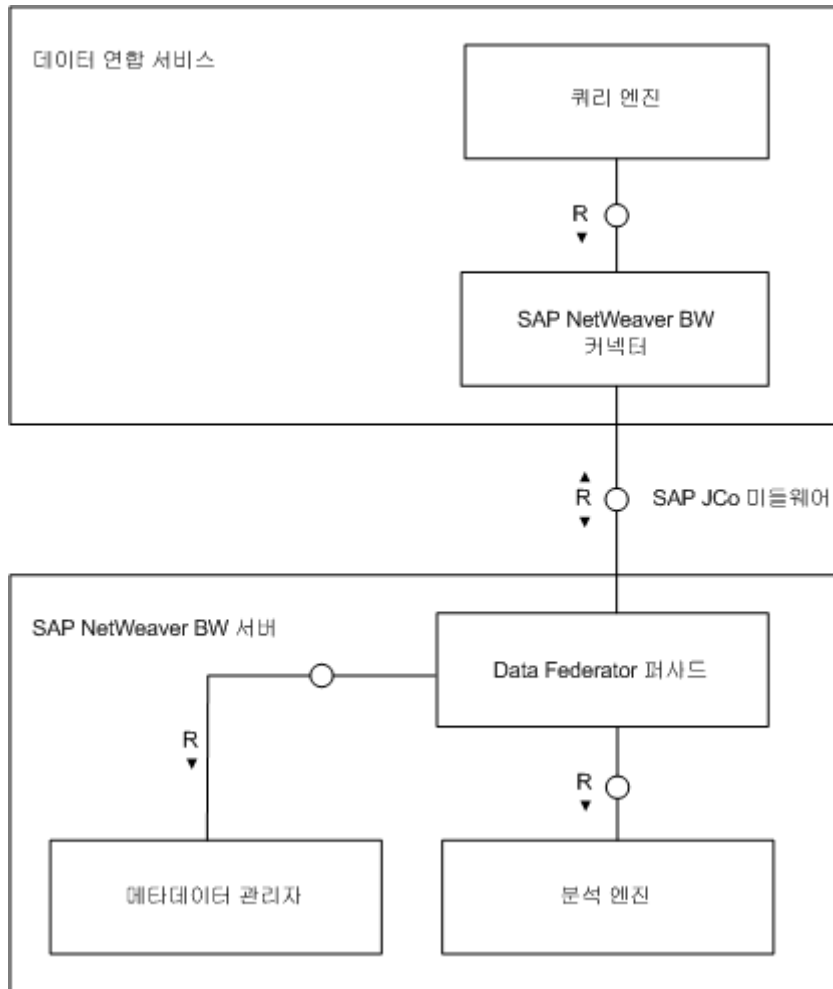 데이터 연합 서비스
쿼리 엔진
R
▼
SAP NetWeaver BW
커넥터
▲
R
▼
SAP JCo 미들웨어
SAP NetWeaver BW 서버
Data Federator 퍼사드
R
▼
R
▼
메타데이터 관리자
분석 엔진